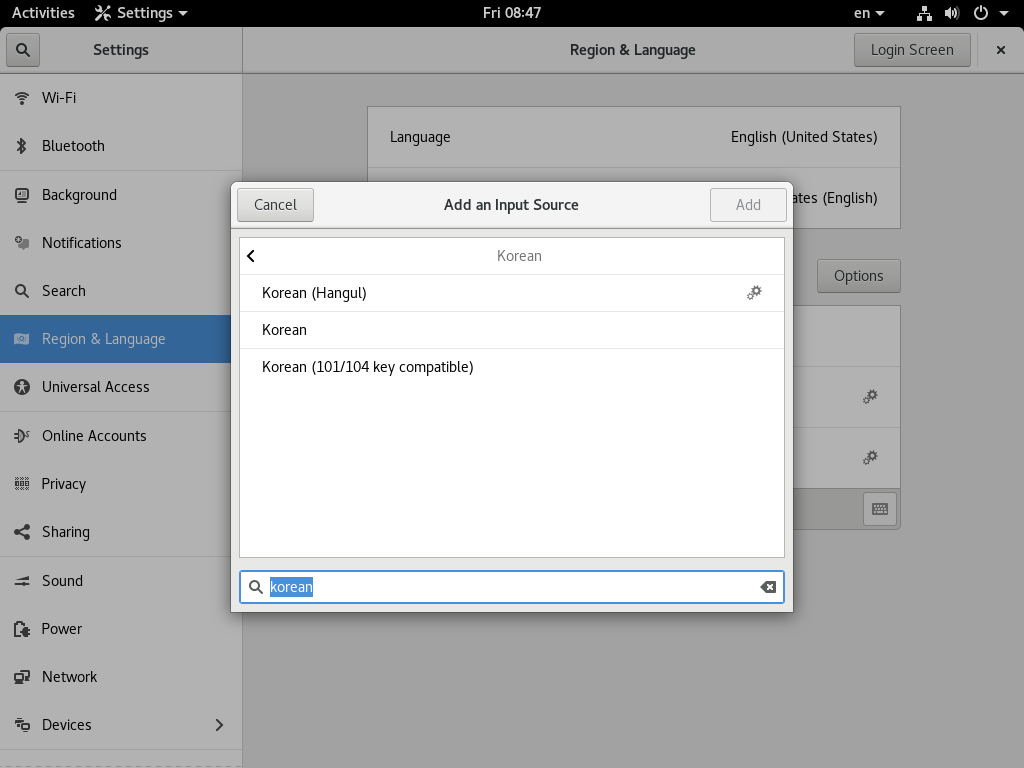 Activities Settings Fri 08:47 en
Settings Region & Language Login Screen
Wi-Fi
Bluetooth
Background
Notifications
Search
Region & Language
Universal Access
Online Accounts
Privacy
Sharing
Sound
Power
Network
Devices
Language English (United States)
(English)
Options
Cancel Add an Input Source Add
Korean
Korean (Hangul)
Korean
Korean (101/104 key compatible)
korean